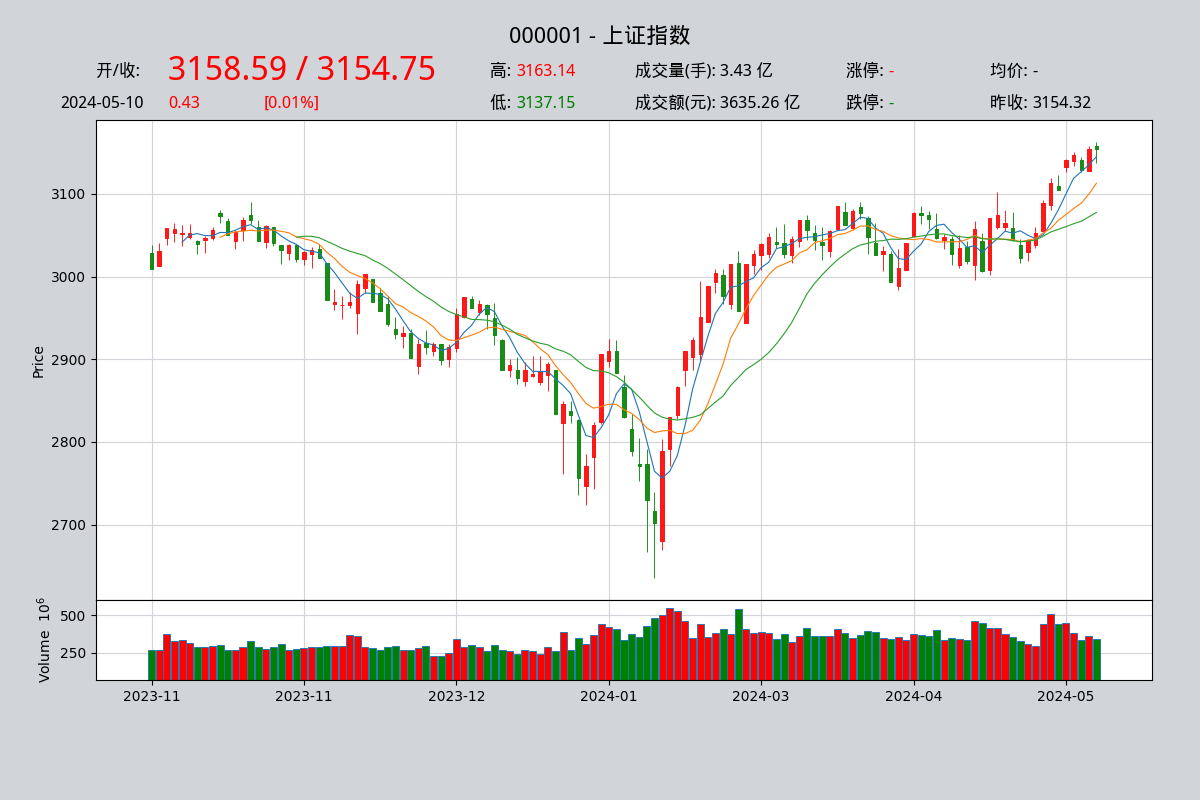 000001 - 上证指数
开/收: 3158.59 / 3154.75 高: 3163.14 成交量(手): 3.43 亿 涨停: - 均价: -
2024-05-10 0.43 [0.01%] 低: 3137.15 成交额(元): 3635.26 亿 跌停: - 昨收: 3154.32
3100
3000
2900
2800
2700
Price
500
250
Volume 10⁶
2023-11 2023-11 2023-12 2024-01 2024-03 2024-04 2024-05